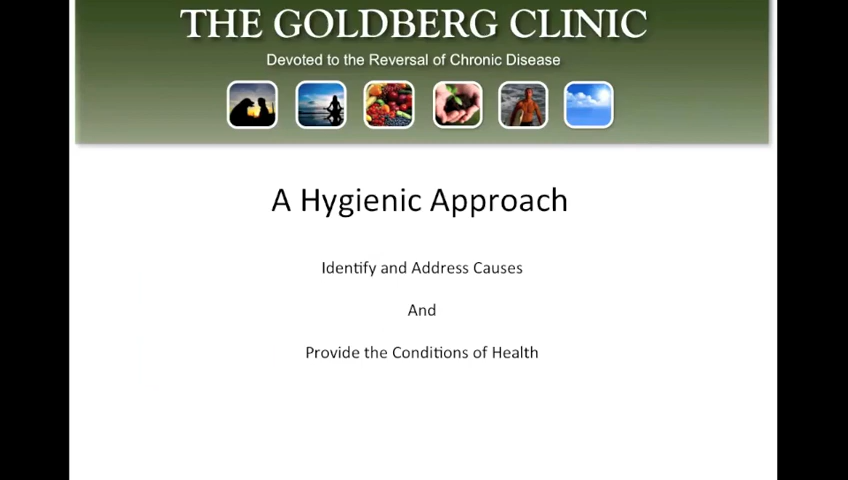 THE GOLDBERG CLINIC
Devoted to the Reversal of Chronic Disease
A Hygienic Approach
Identify and Address Causes
And
Provide the Conditions of Health